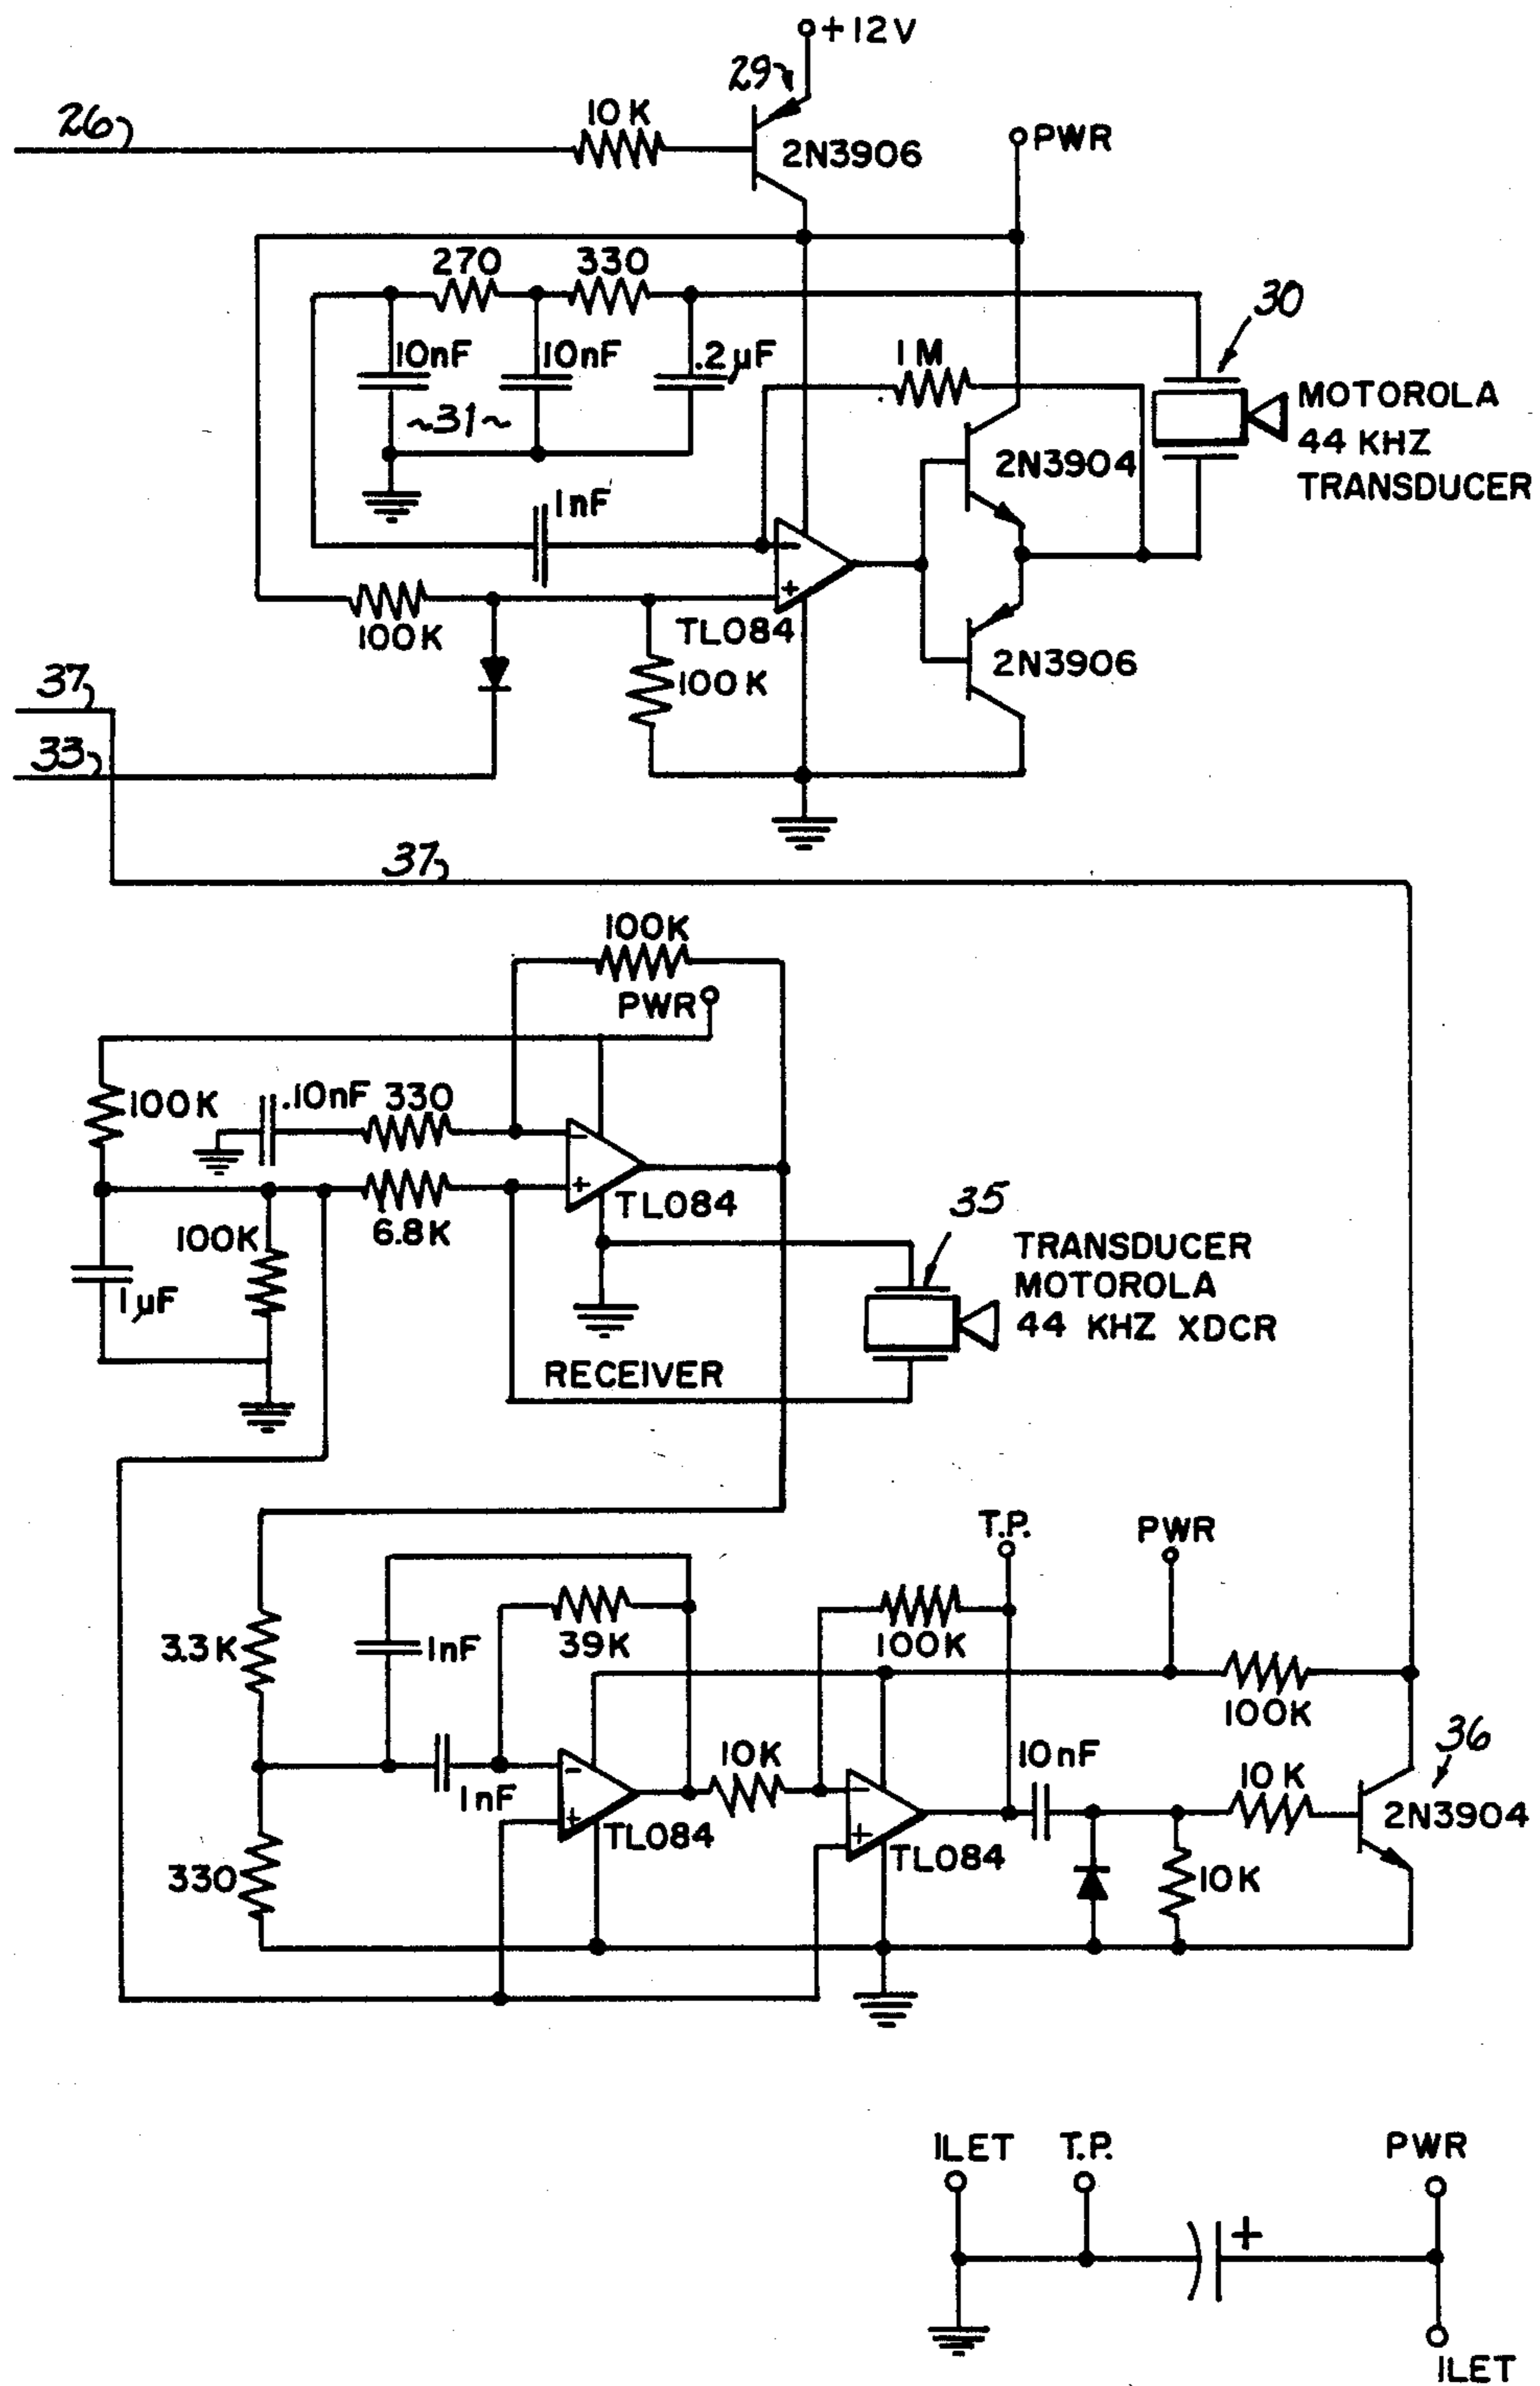 +12V
29
26
10K
2N3906
PWR
270
330
30
10nF
10nF
.2µF
1M
~31~
MOTOROLA
44 KHZ
TRANSDUCER
2N3904
1nF
-
+
100K
TL084
100K
2N3906
37
33
37
100K
PWR
100K
.10nF
330
-
+
TL084
6.8K
100K
1µF
35
TRANSDUCER
MOTOROLA
44 KHZ XDCR
RECEIVER
T.P.
PWR
3.3K
1nF
39K
100K
100K
36
1nF
-
+
TL084
10K
-
+
TL084
10nF
10K
2N3904
330
10K
ILET
T.P.
PWR
+
ILET